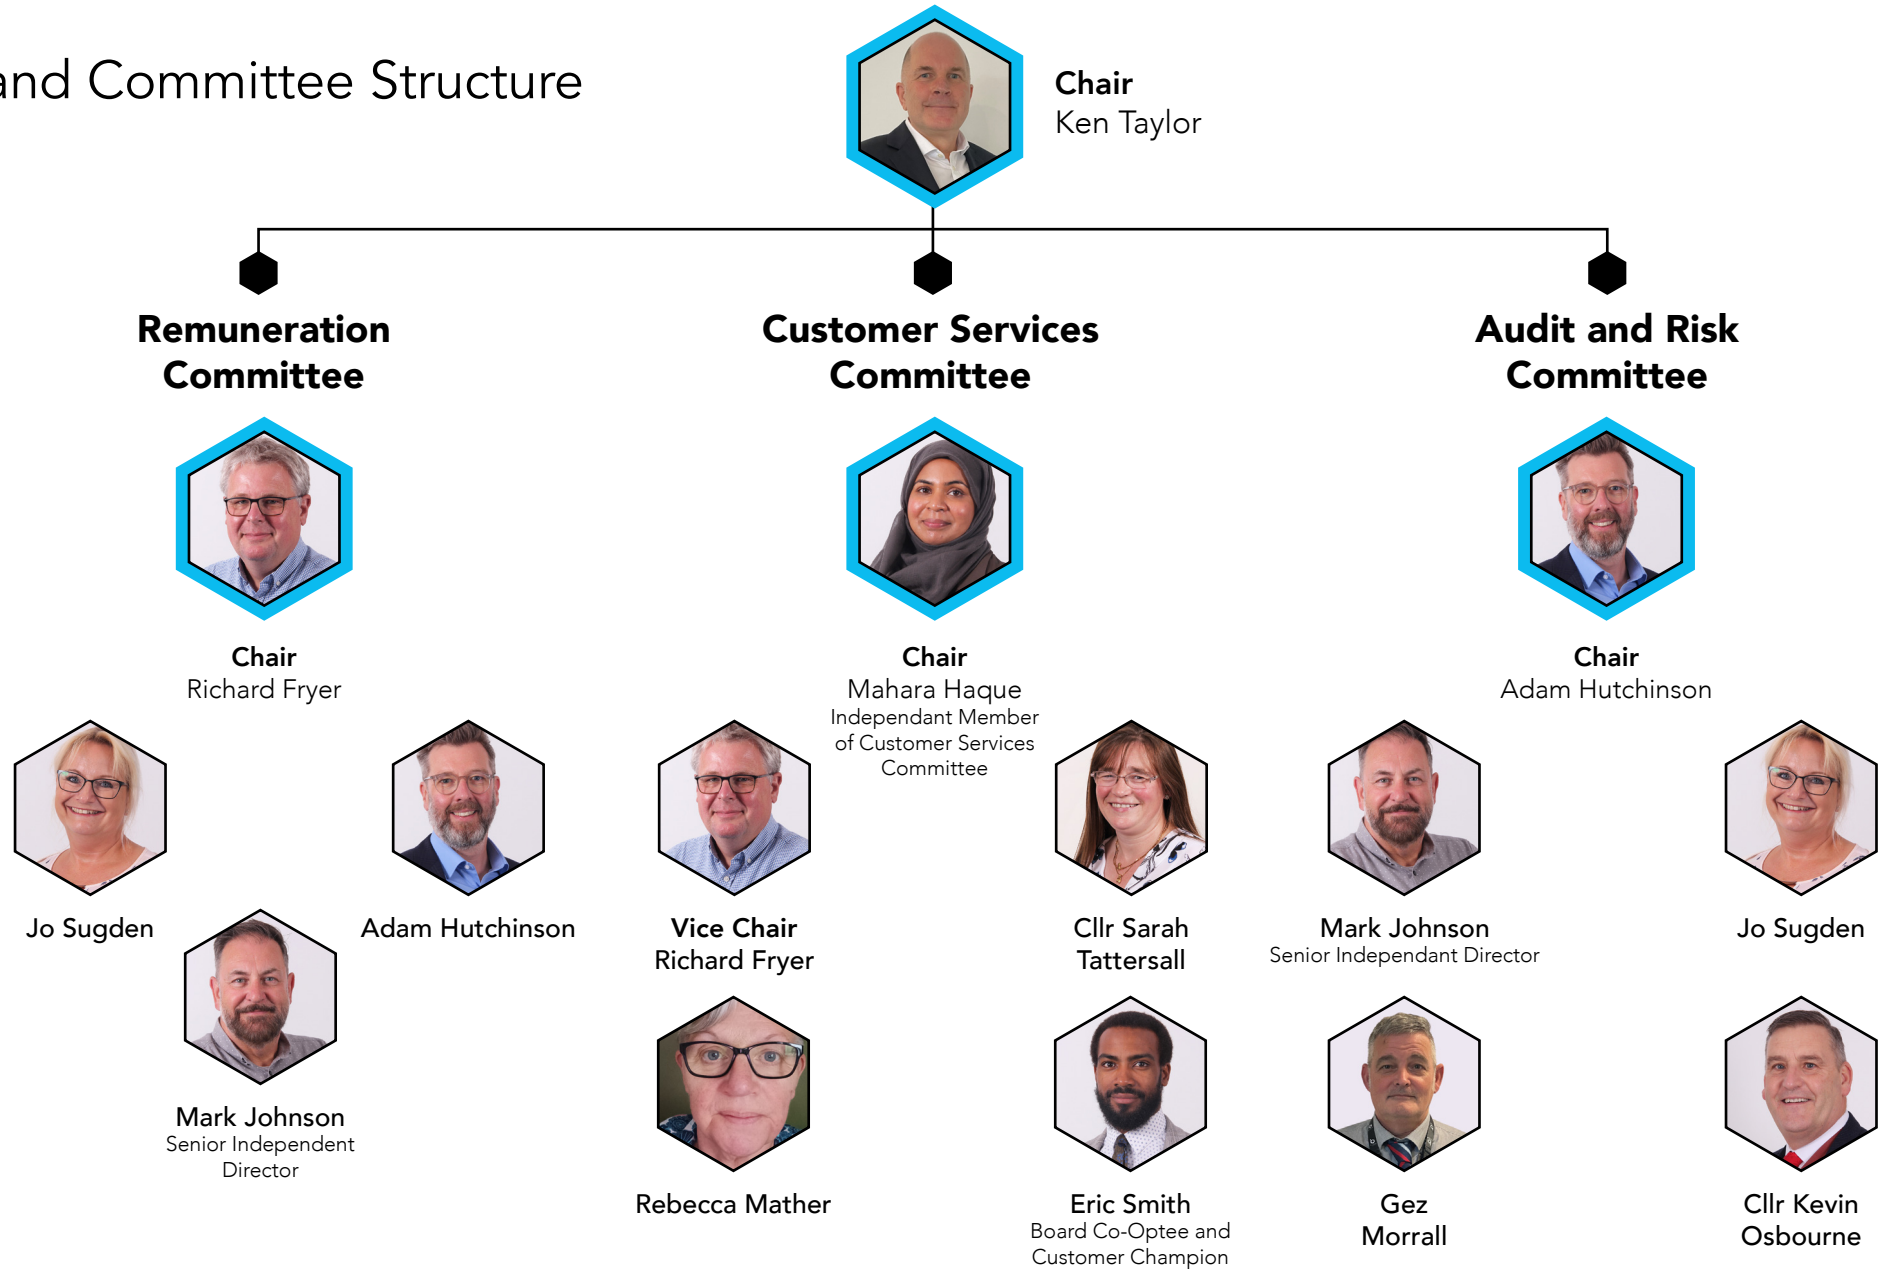 and Committee Structure
Chair
Ken Taylor
Remuneration
Committee
Chair
Richard Fryer
Jo Sugden
Adam Hutchinson
Mark Johnson
Senior Independent
Director
Customer Services
Committee
Chair
Mahara Haque
Independant Member
of Customer Services
Committee
Vice Chair
Richard Fryer
Cllr Sarah
Tattersall
Rebecca Mather
Eric Smith
Board Co-Optee and
Customer Champion
Audit and Risk
Committee
Chair
Adam Hutchinson
Mark Johnson
Senior Independant Director
Jo Sugden
Gez
Morrall
Cllr Kevin
Osbourne